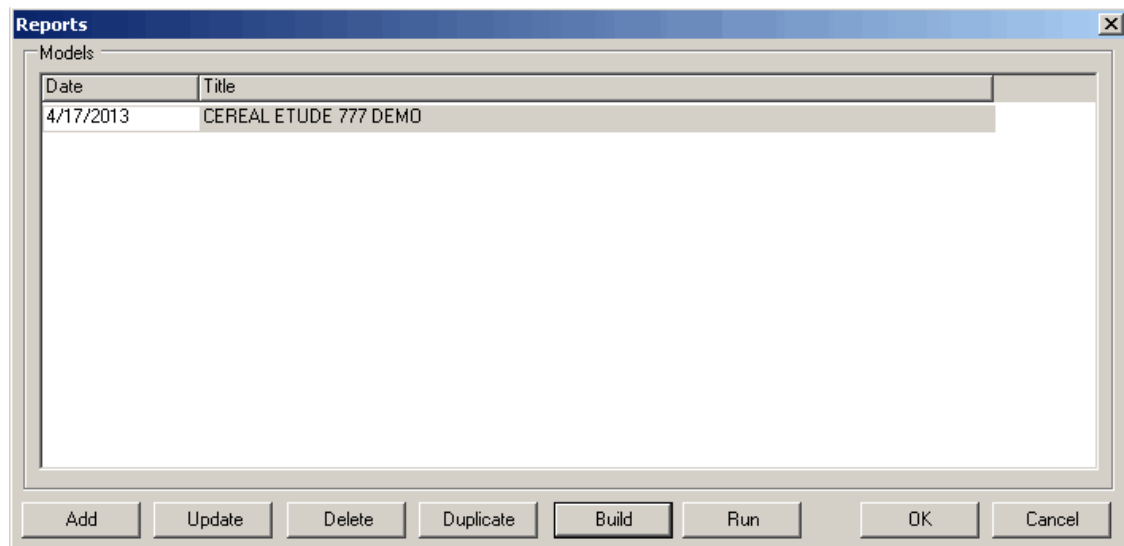 Reports
Models
Date Title
4/17/2013 CEREAL ETUDE 777 DEMO
Add Update Delete Duplicate Build Run OK Cancel